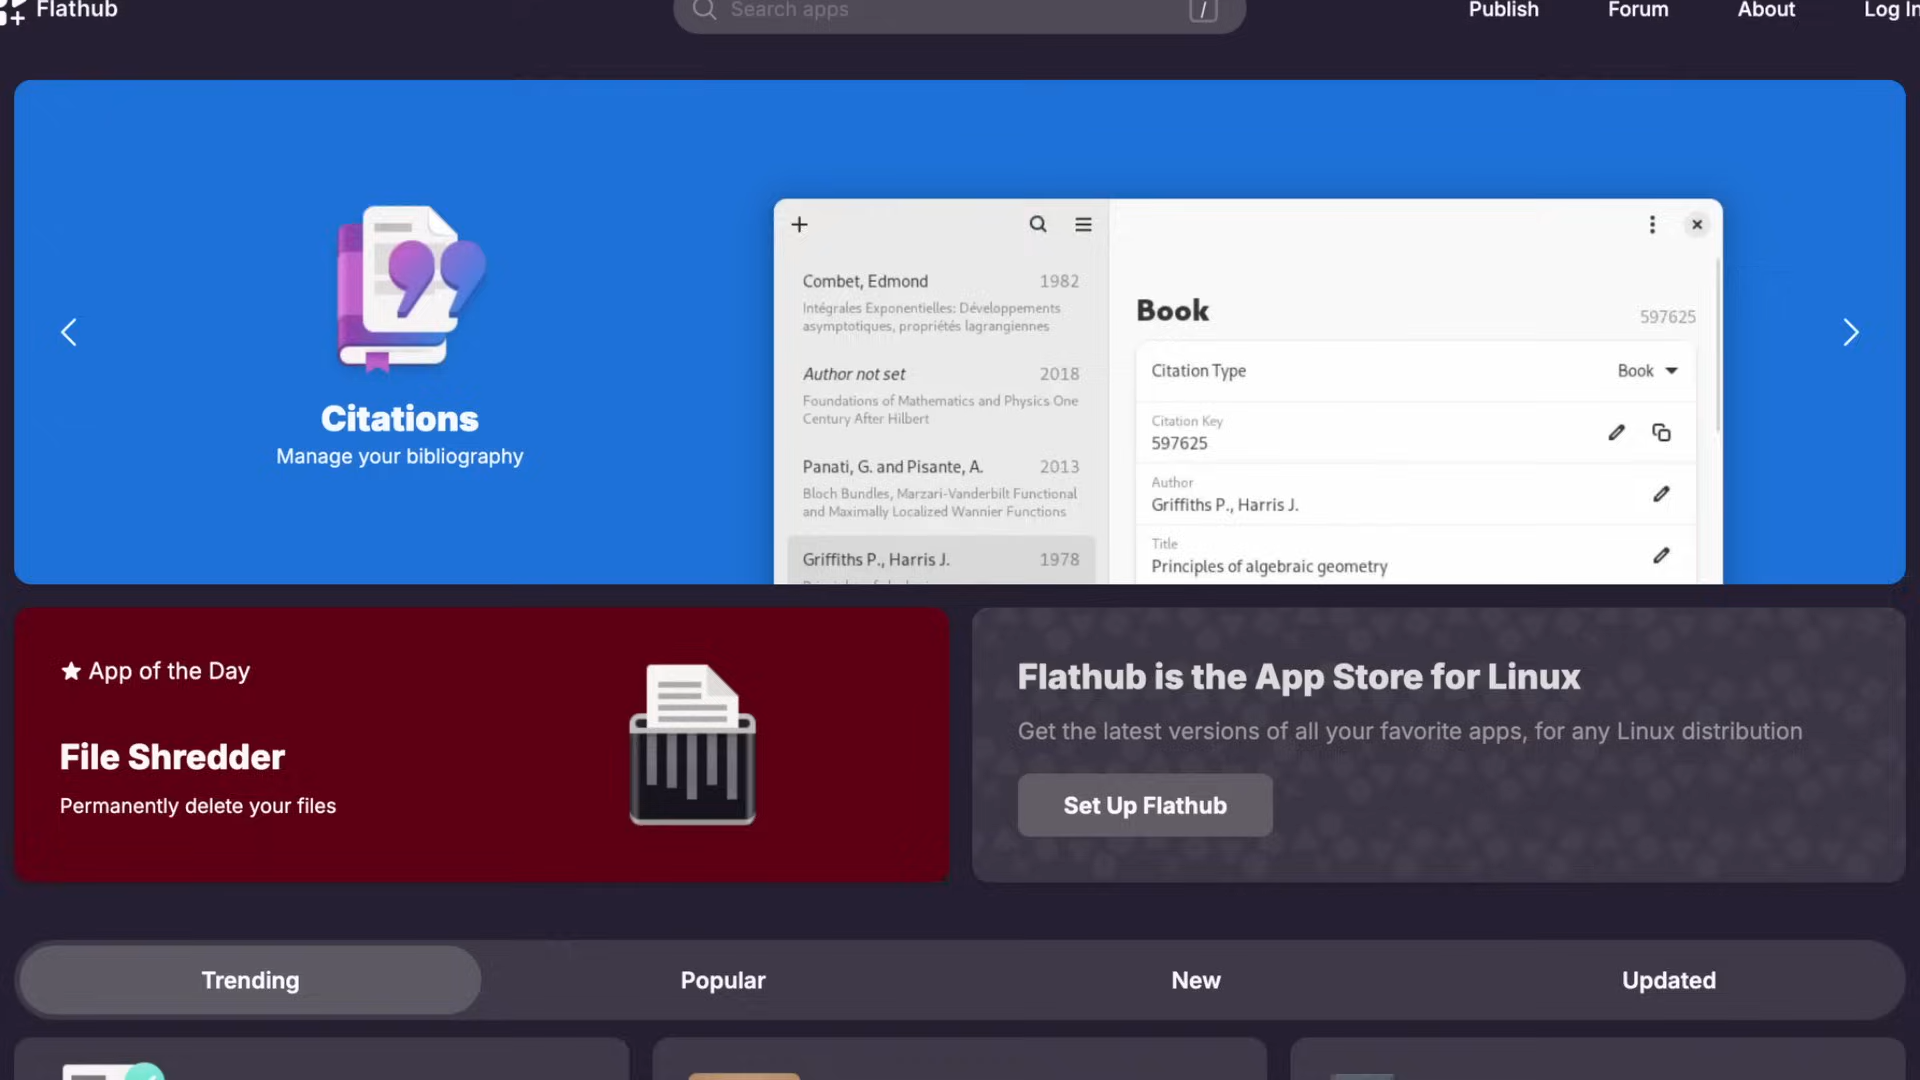 Flathub
Search apps
/
Publish
Forum
About
Log In
Citations
Manage your bibliography
Combet, Edmond 1982
Intégrales Exponentielles: Développements
asymptotiques, propriétés lagrangiennes
Author not set 2018
Foundations of Mathematics and Physics One
Century After Hilbert
Panati, G. and Pisante, A. 2013
Bloch Bundles, Marzari-Vanderbilt Functional
and Maximally Localized Wannier Functions
Griffiths P., Harris J. 1978
Book
597625
Citation Type Book
Citation Key
597625
Author
Griffiths P., Harris J.
Title
Principles of algebraic geometry
App of the Day
File Shredder
Permanently delete your files
Flathub is the App Store for Linux
Get the latest versions of all your favorite apps, for any Linux distribution
Set Up Flathub
Trending
Popular
New
Updated